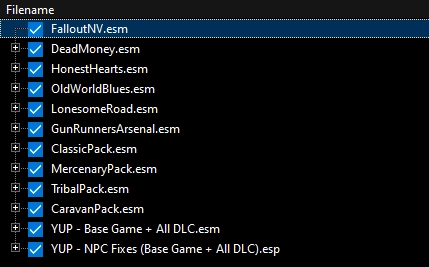 Filename
FalloutNV.esm
DeadMoney.esm
HonestHearts.esm
OldWorldBlues.esm
LonesomeRoad.esm
GunRunnersArsenal.esm
ClassicPack.esm
MercenaryPack.esm
TribalPack.esm
CaravanPack.esm
YUP - Base Game + All DLC.esm
YUP - NPC Fixes (Base Game + All DLC).esp